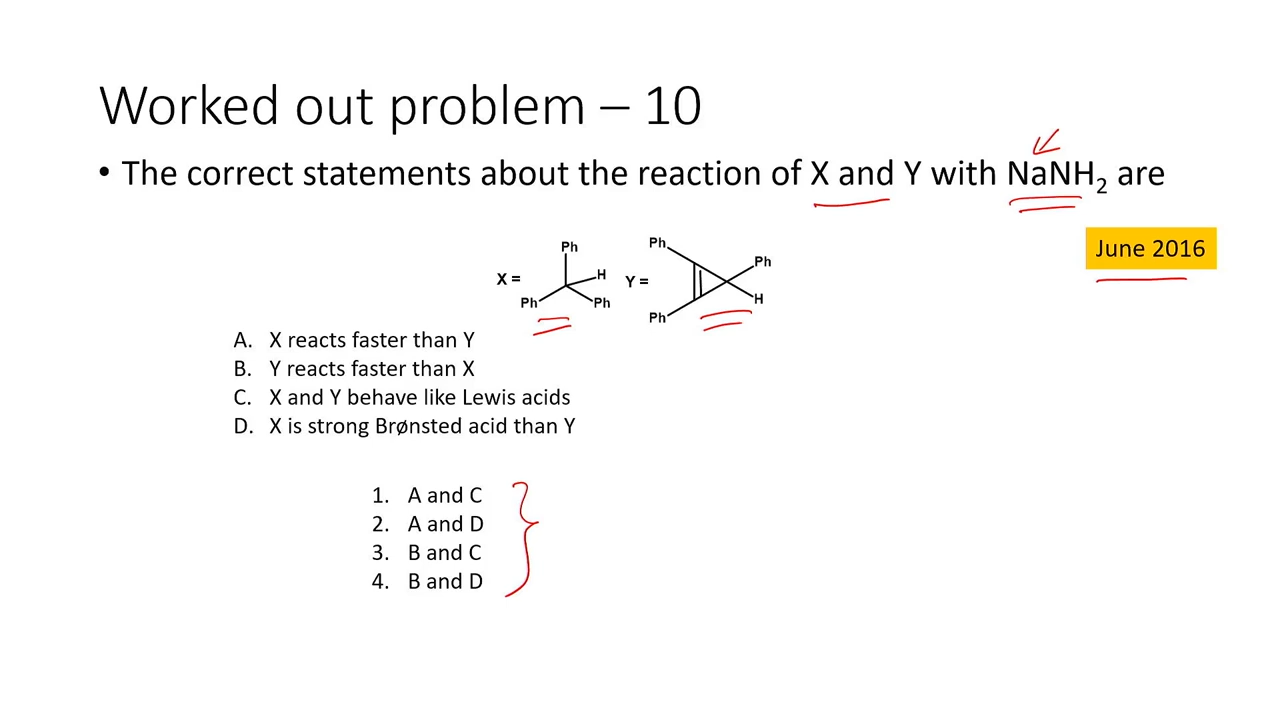 Worked out problem – 10
• The correct statements about the reaction of X and Y with NaNH₂ are
June 2016
Ph
Ph
Ph
X =
H
Y =
Ph
Ph
H
Ph
A. X reacts faster than Y
B. Y reacts faster than X
C. X and Y behave like Lewis acids
D. X is strong Brønsted acid than Y
1. A and C
2. A and D
3. B and C
4. B and D